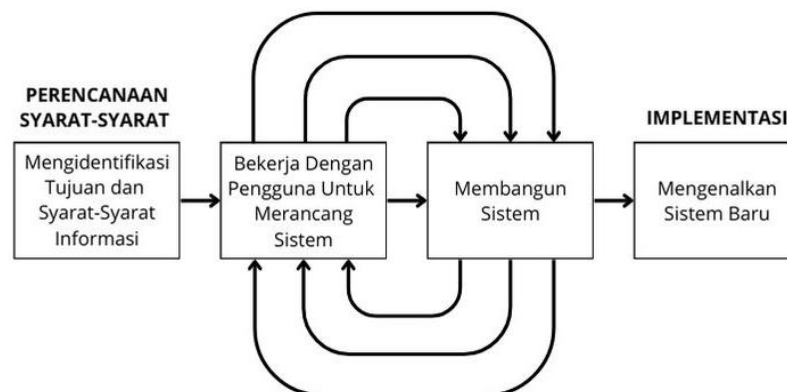 PERENCANAAN
SYARAT-SYARAT
Mengidentifikasi
Tujuan dan
Syarat-Syarat
Informasi
Bekerja Dengan
Pengguna Untuk
Merancang
Sistem
Membangun
Sistem
IMPLEMENTASI
Mengenalkan
Sistem Baru